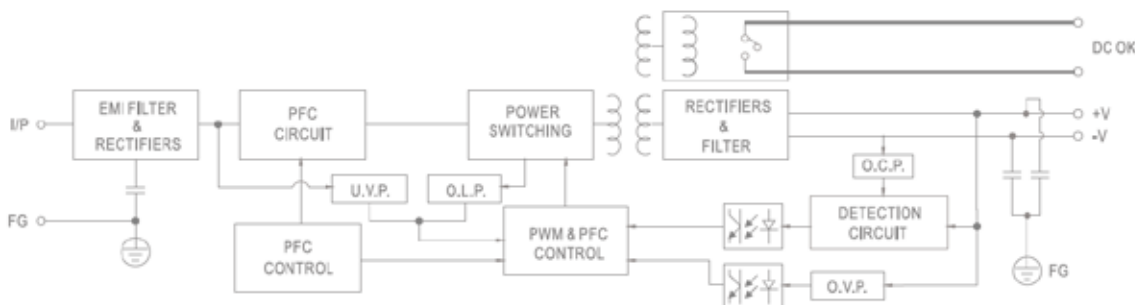 DC OK
I/P
EMI FILTER
&
RECTIFIERS
PFC
CIRCUIT
POWER
SWITCHING
RECTIFIERS
&
FILTER
+V
-V
U.V.P.
O.L.P.
O.C.P.
FG
PFC
CONTROL
PWM & PFC
CONTROL
DETECTION
CIRCUIT
O.V.P.
FG